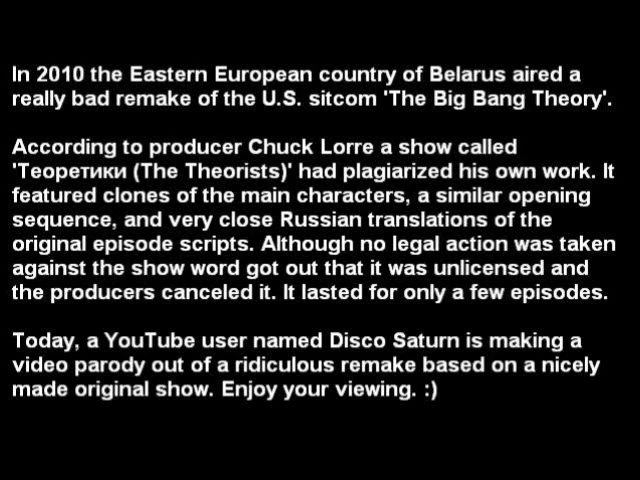 In 2010 the Eastern European country of Belarus aired a
really bad remake of the U.S. sitcom 'The Big Bang Theory'.
According to producer Chuck Lorre a show called
'Теоретики (The Theorists)' had plagiarized his own work. It
featured clones of the main characters, a similar opening
sequence, and very close Russian translations of the
original episode scripts. Although no legal action was taken
against the show word got out that it was unlicensed and
the producers canceled it. It lasted for only a few episodes.
Today, a YouTube user named Disco Saturn is making a
video parody out of a ridiculous remake based on a nicely
made original show. Enjoy your viewing. :)